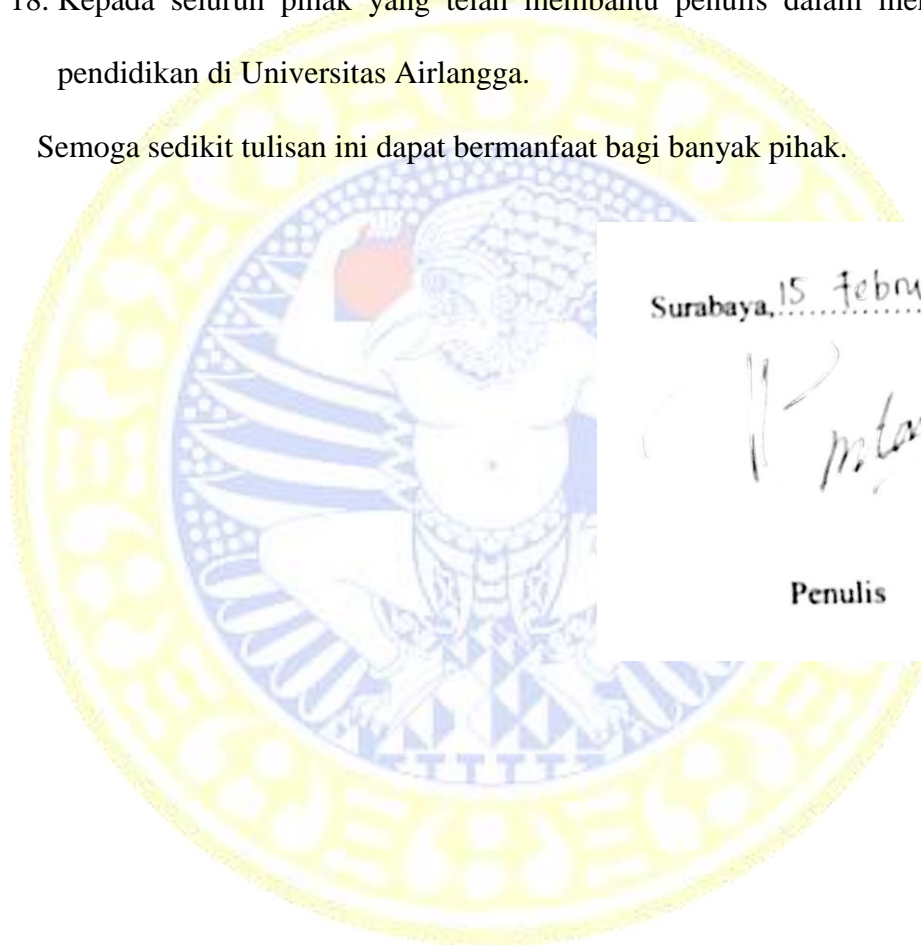 18. Kepada seluruh pihak yang telah membantu penulis dalam
pendidikan di Universitas Airlangga.
Semoga sedikit tulisan ini dapat bermanfaat bagi banyak pihak.
Surabaya, 15 Febru
Penulis